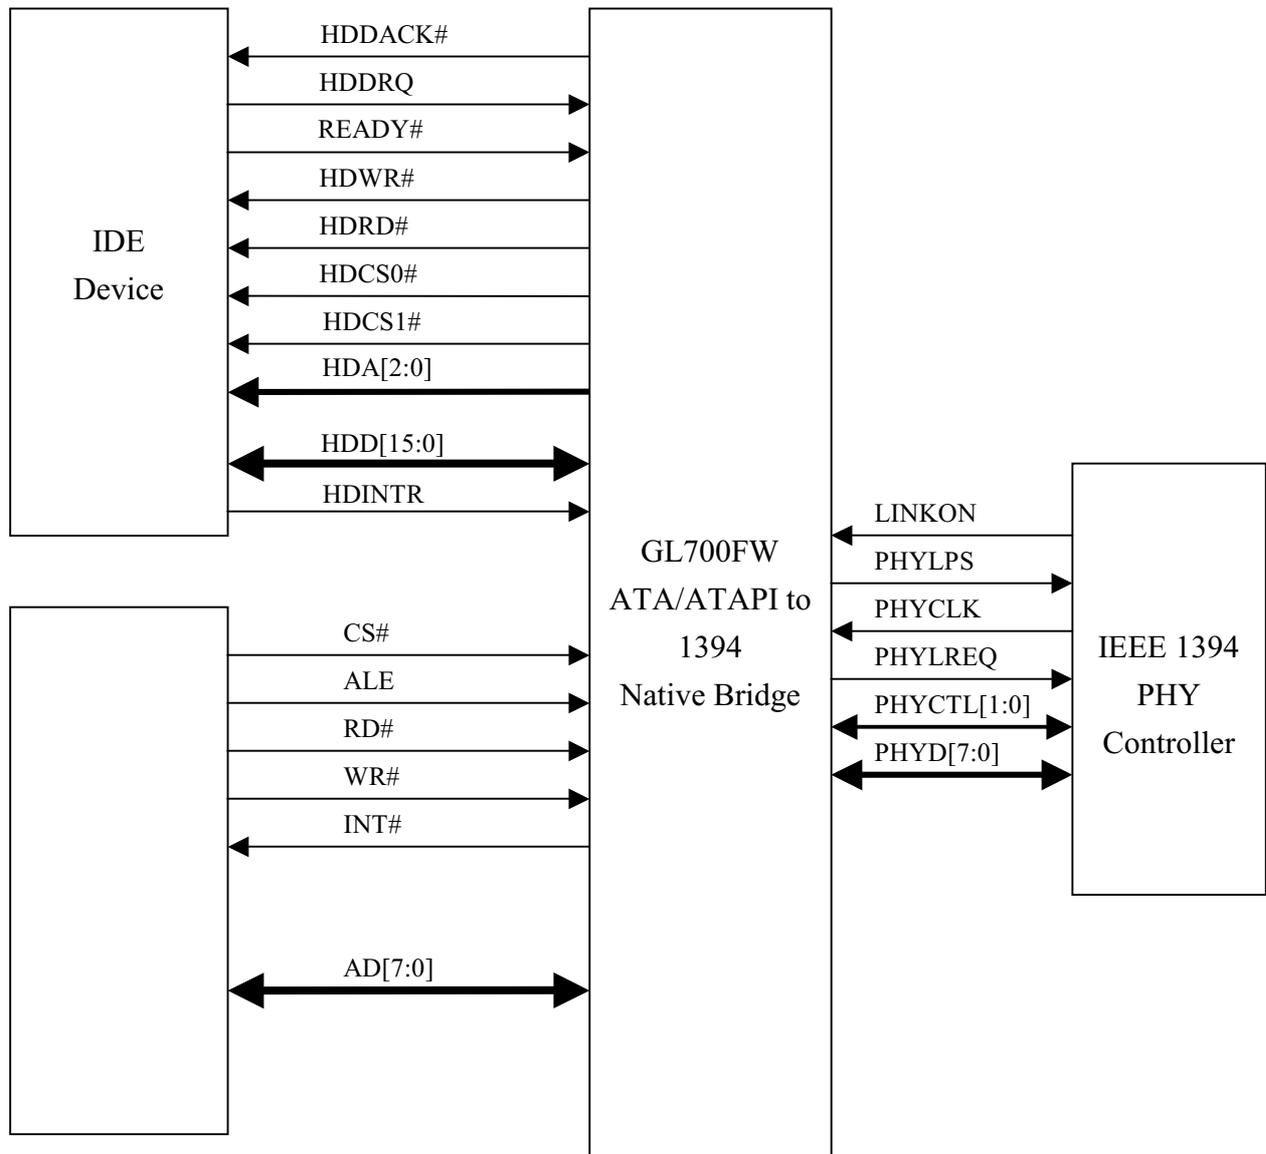 HDDACK#
HDDRQ
READY#
HDWR#
HDRD#
HDCS0#
HDCS1#
HDA[2:0]
HDD[15:0]
HDINTR
IDE
Device
CS#
ALE
RD#
WR#
INT#
AD[7:0]
GL700FW
ATA/ATAPI to
1394
Native Bridge
LINKON
PHYLPS
PHYCLK
PHYLREQ
PHYCTL[1:0]
PHYD[7:0]
IEEE 1394
PHY
Controller